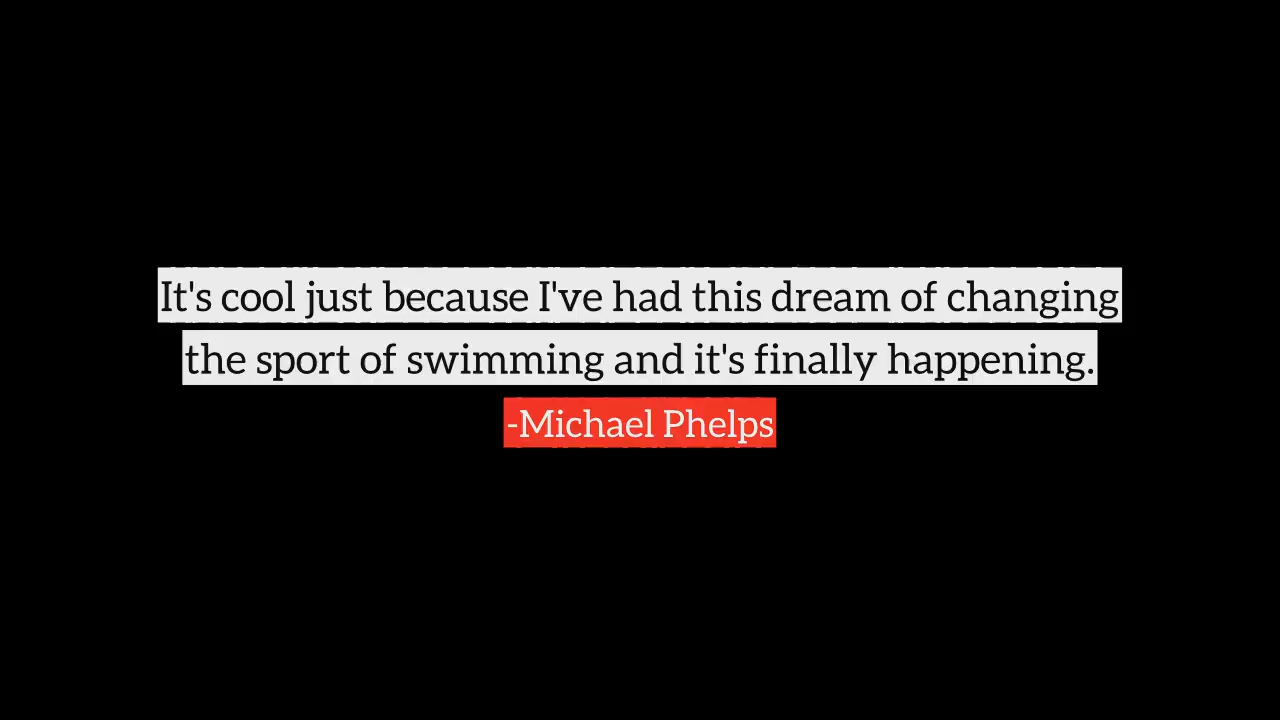 It's cool just because I've had this dream of changing
the sport of swimming and it's finally happening.
-Michael Phelps